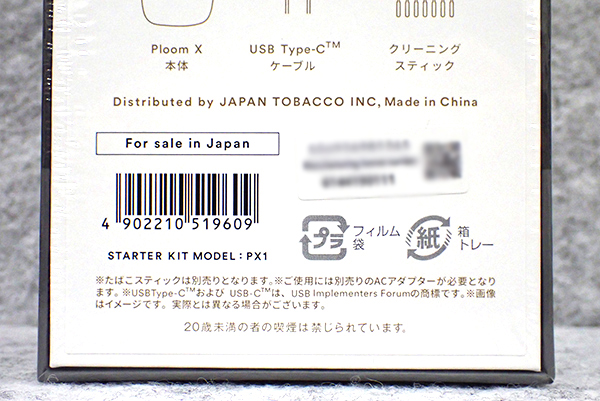 Ploom X
本体
USB Type-C™
ケーブル
クリーニング
スティック
Distributed by JAPAN TOBACCO INC, Made in China
For sale in Japan
4 902210 519609
プラ
フィルム
袋
紙
箱
トレー
STARTER KIT MODEL : PX1
※たばこスティックは別売りとなります。※ご使用には別売りのACアダプターが必要となり
ます。※USBType-C™および USB-C™は、USB Implementers Forumの商標です。※画像
はイメージです。 実際とは異なる場合がございます。
20歳未満の者の喫煙は禁じられています。